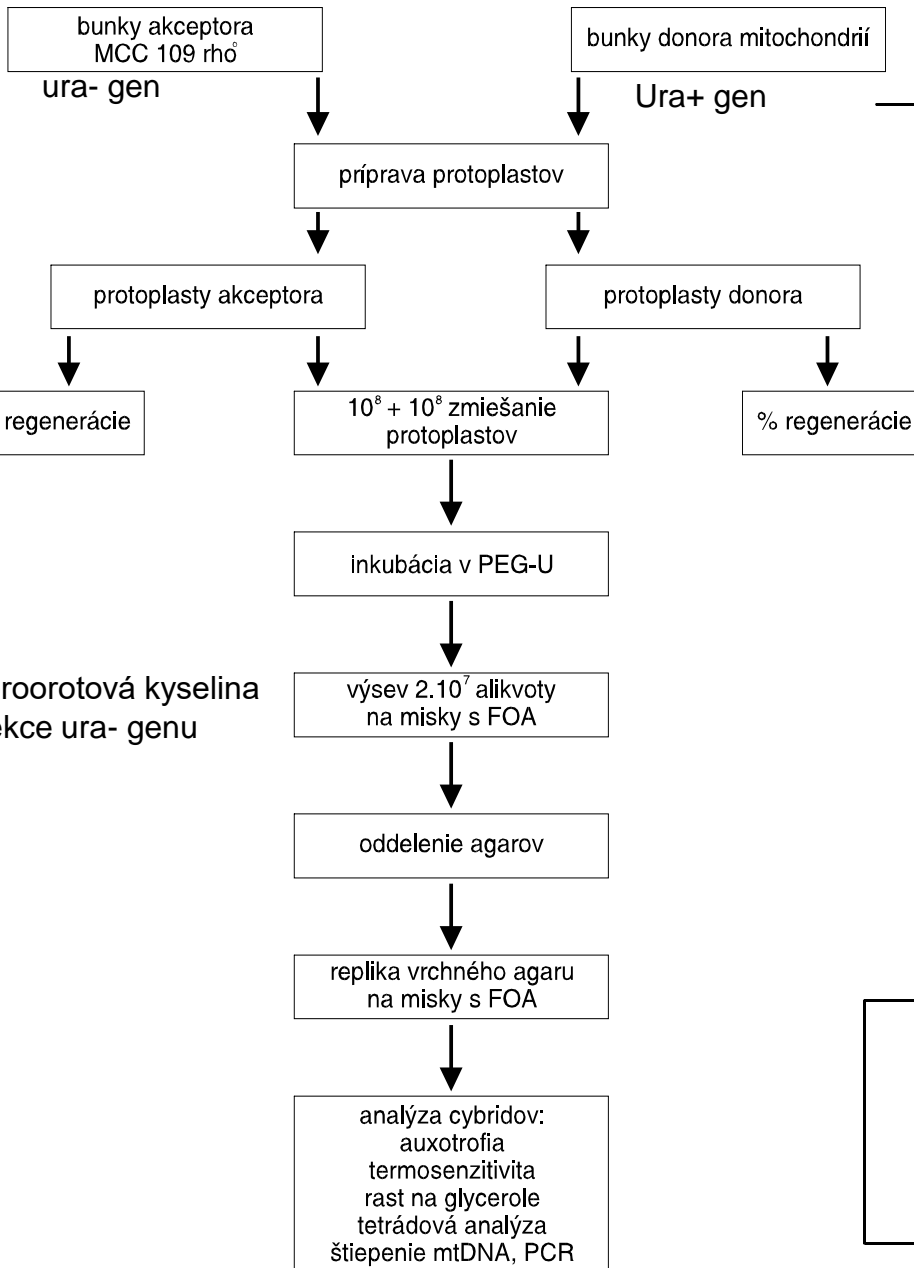 bunky akceptora
MCC 109 rho°
bunky donora mitochondrií
ura- gen
Ura+ gen
príprava protoplastov
protoplasty akceptora
protoplasty donora
regenerácie
10⁸ + 10⁸ zmiešanie
protoplastov
% regenerácie
inkubácia v PEG-U
roorotová kyselina
ekce ura- genu
výsev 2.10⁷ alikvoty
na misky s FOA
oddelenie agarov
replika vrchného agaru
na misky s FOA
analýza cybridov:
auxotrofia
termosenzitivita
rast na glycerole
tetrádová analýza
štiepenie mtDNA, PCR